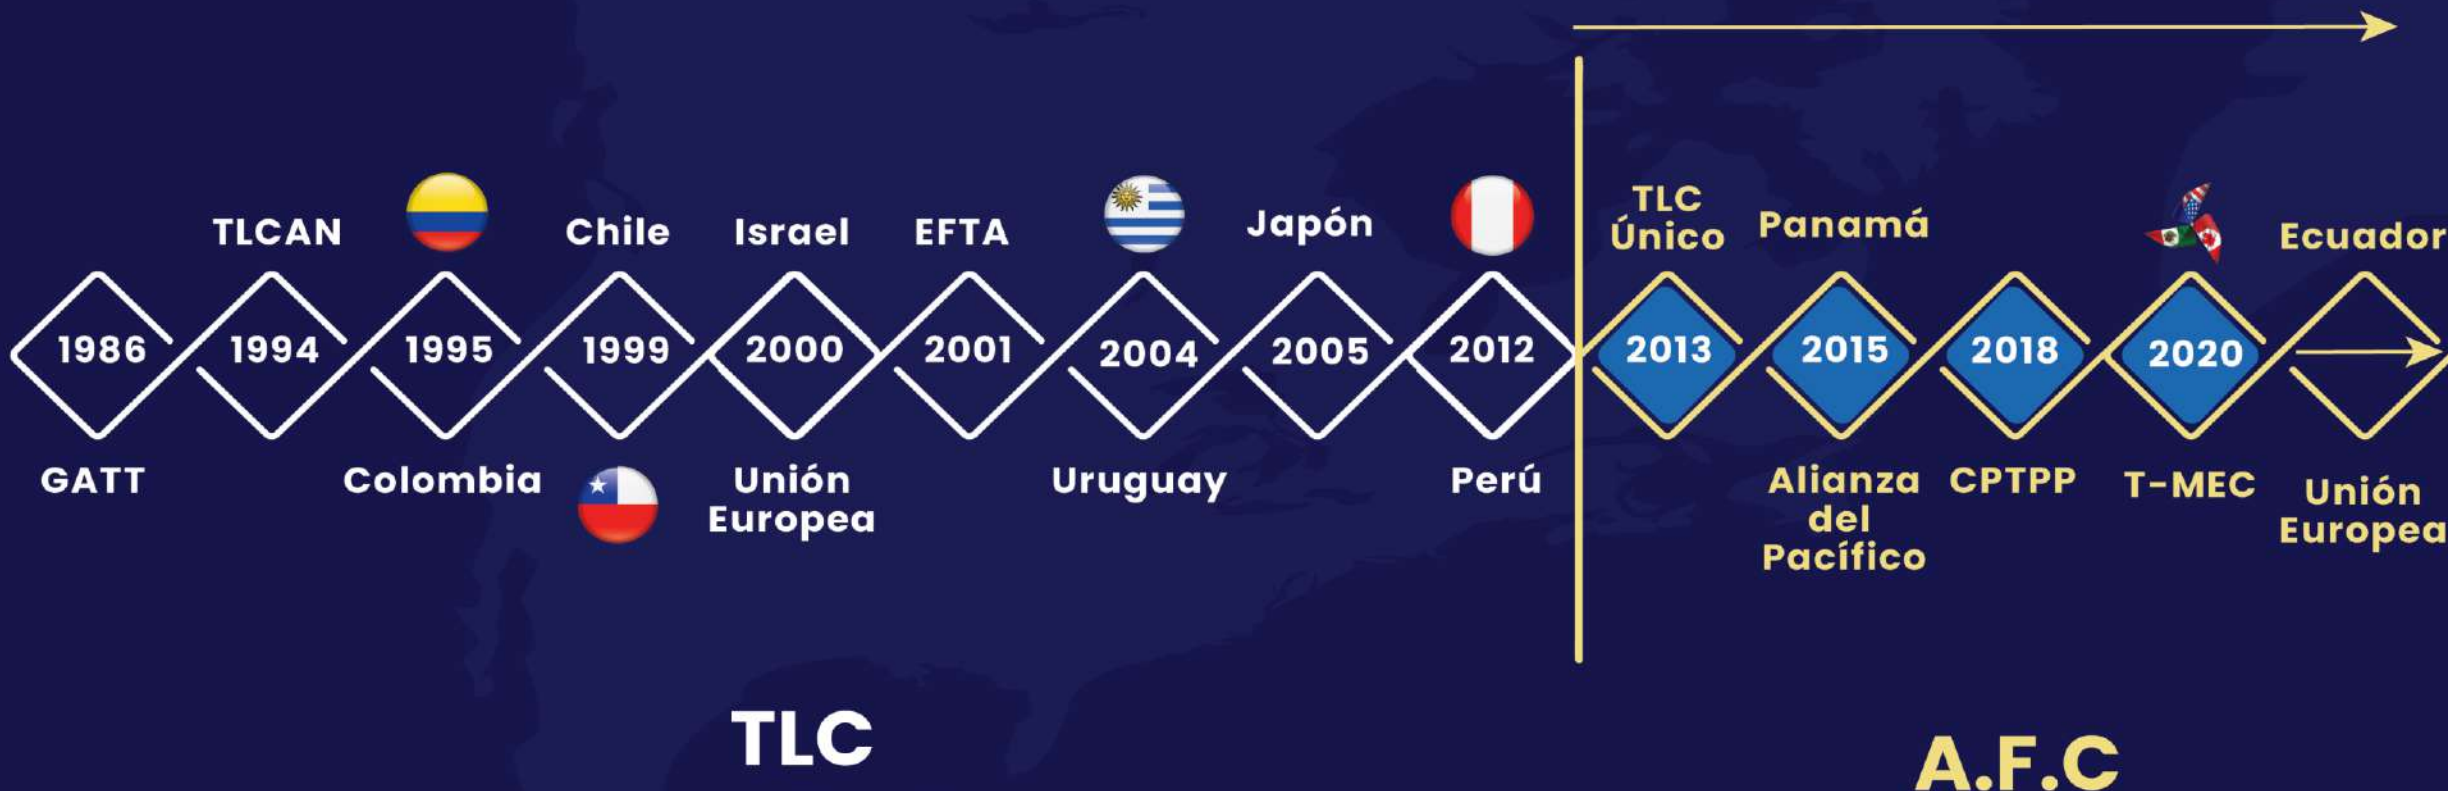 TLCAN
Chile
Israel
EFTA
Japón
TLC
Único
Panamá
Ecuador
1986
1994
1995
1999
2000
2001
2004
2005
2012
2013
2015
2018
2020
GATT
Colombia
Unión
Europea
Uruguay
Perú
Alianza
del
Pacífico
CPTPP
T-MEC
Unión
Europea
TLC
A.F.C